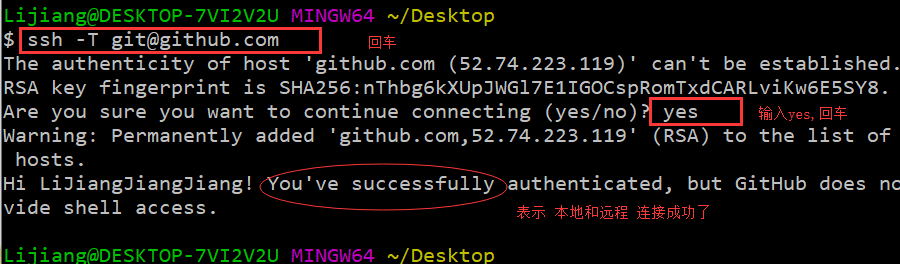 Lijiang@DESKTOP-7VI2V2U MINGW64 ~/Desktop
$ ssh -T git@github.com 回车
The authenticity of host 'github.com (52.74.223.119)' can't be established.
RSA key fingerprint is SHA256:nThbg6kXUpJWGl7E1IGOCspRomTxdCARLviKw6E5SY8.
Are you sure you want to continue connecting (yes/no)? yes 输入yes,回车
Warning: Permanently added 'github.com,52.74.223.119' (RSA) to the list of
hosts.
Hi LiJiangJiangJiang! You've successfully authenticated, but GitHub does no
vide shell access. 表示 本地和远程 连接成功了
Lijiang@DESKTOP-7VI2V2U MINGW64 ~/Desktop